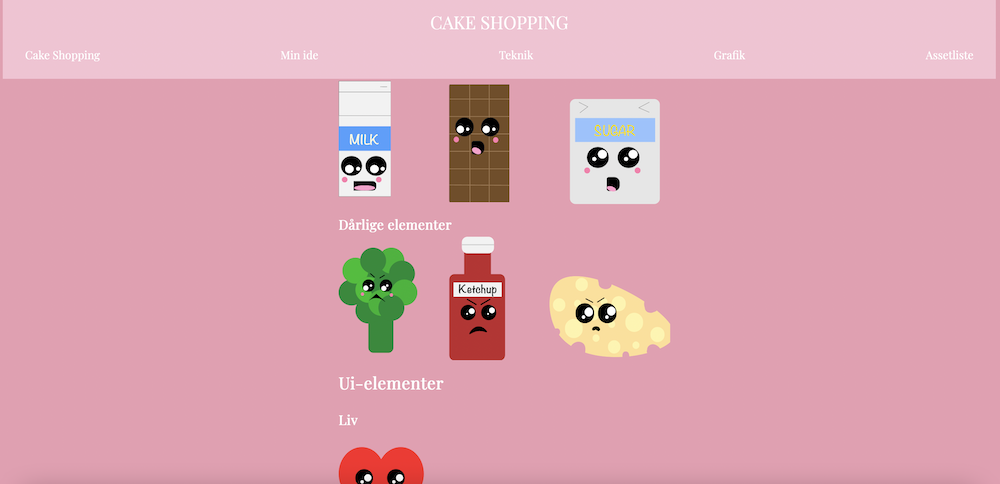 CAKE SHOPPING
Cake Shopping Min ide Teknik Grafik Assetliste
MILK
SUGAR
Dårlige elementer
Ketchup
Ui-elementer
Liv